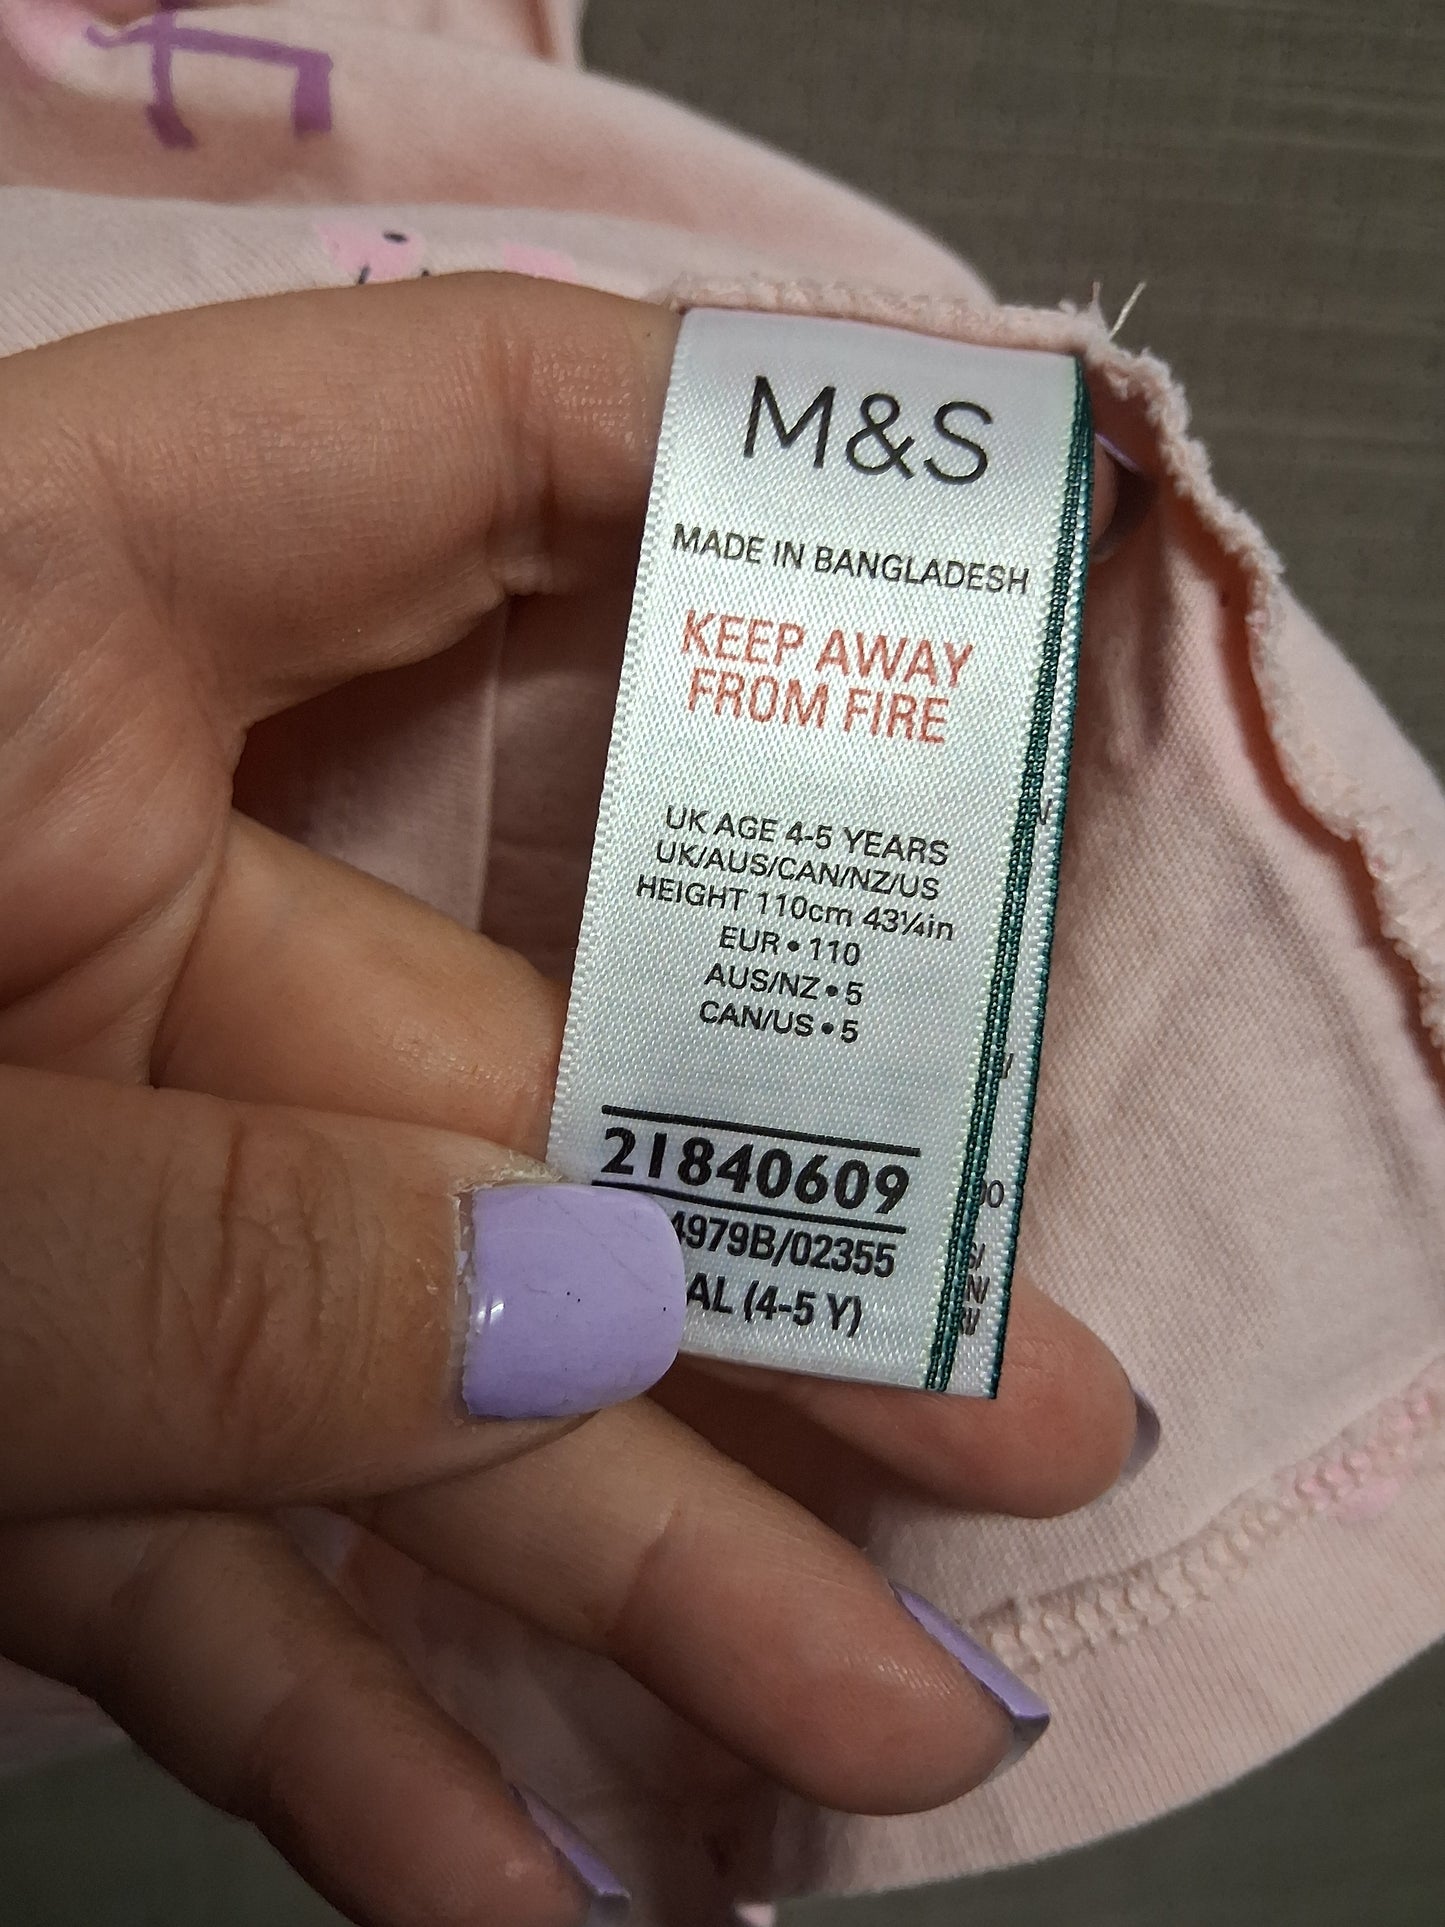 M&S
MADE IN BANGLADESH
KEEP AWAY
FROM FIRE
UK AGE 4-5 YEARS
UK/AUS/CAN/NZ/US
HEIGHT 110cm 43¼in
EUR•110
AUS/NZ•5
CAN/US•5
21840609
4979B/02355
AL (4-5 Y)